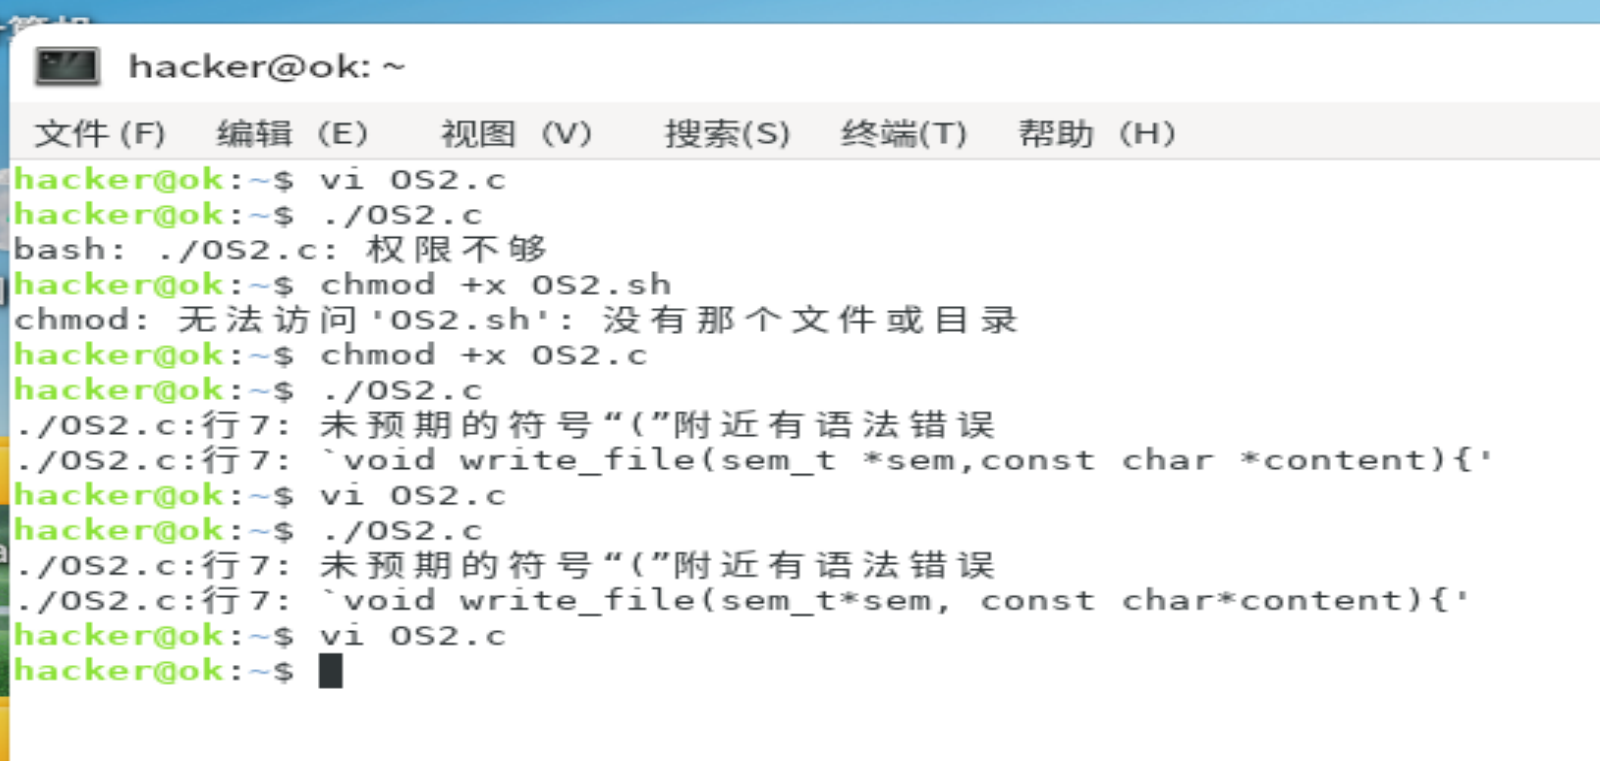 算机
hacker@ok: ~
文件 (F) 编辑 (E) 视图 (V) 搜索(S) 终端(T) 帮助 (H)
hacker@ok:~$ vi OS2.c
hacker@ok:~$ ./OS2.c
bash: ./OS2.c: 权限不够
hacker@ok:~$ chmod +x OS2.sh
chmod: 无法访问'OS2.sh': 没有那个文件或目录
hacker@ok:~$ chmod +x OS2.c
hacker@ok:~$ ./OS2.c
./OS2.c:行7: 未预期的符号“(”附近有语法错误
./OS2.c:行7: `void write_file(sem_t *sem,const char *content){'
hacker@ok:~$ vi OS2.c
hacker@ok:~$ ./OS2.c
./OS2.c:行7: 未预期的符号“(”附近有语法错误
./OS2.c:行7: `void write_file(sem_t*sem, const char*content){'
hacker@ok:~$ vi OS2.c
hacker@ok:~$